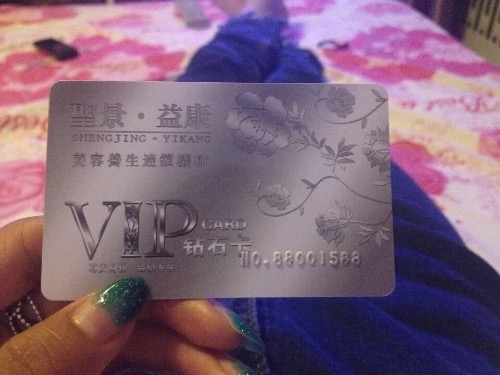 聖景·益康
SHENGJING·YIKANG
美容養生連鎖機構
VIP CARD
钻石卡
NO.88001588